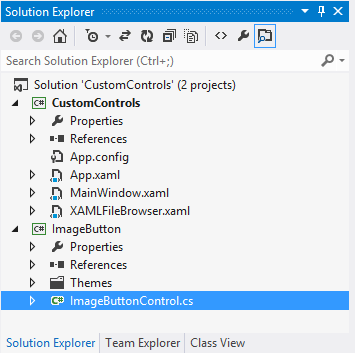 Solution Explorer
Search Solution Explorer (Ctrl+;)
Solution 'CustomControls' (2 projects)
C# CustomControls
Properties
References
App.config
App.xaml
MainWindow.xaml
XAMLFileBrowser.xaml
C# ImageButton
Properties
References
Themes
C# ImageButtonControl.cs
Solution Explorer Team Explorer Class View